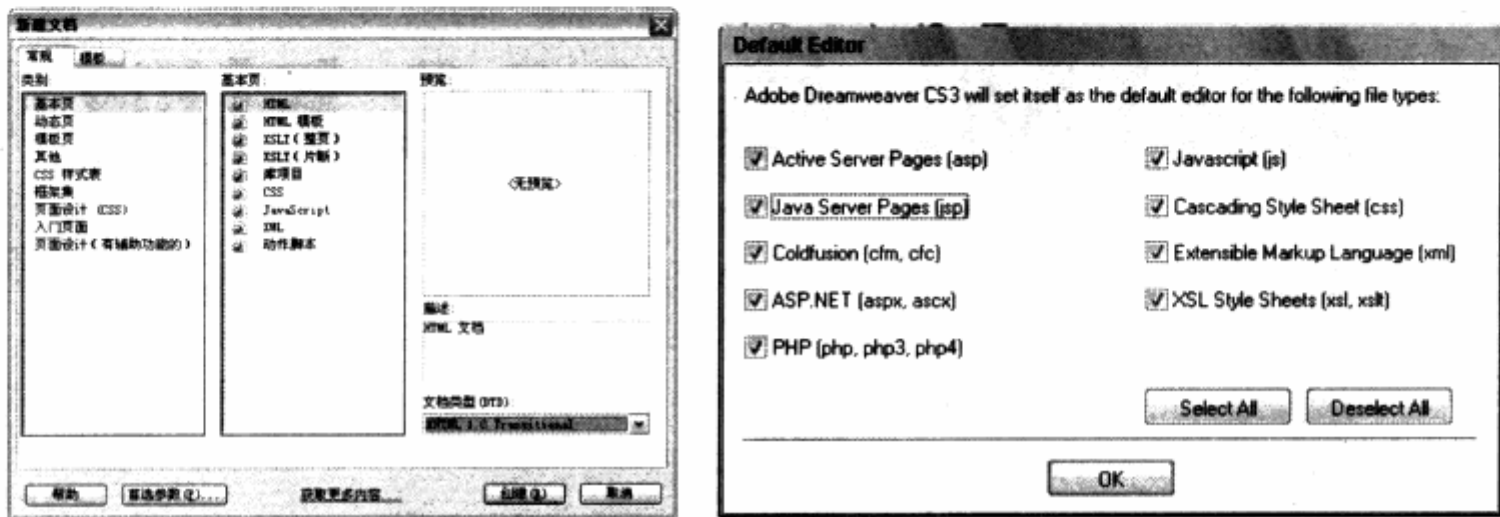 新建文档
常规 模板
类别:
基本页
动态页
模板页
其他
CSS 样式表
框架集
页面设计 (CSS)
入门页面
页面设计(有辅助功能的)
基本页:
HTML
HTML 模板
XSLT(整页)
XSLT(片断)
库项目
CSS
JavaScript
XML
动作脚本
预览:
<无预览>
描述:
HTML 文档
文档类型(DTD):
XHTML 1.0 Transitional
帮助 首选参数(P)... 获取更多内容... 创建(R) 取消
Default Editor
Adobe Dreamweaver CS3 will set itself as the default editor for the following file types:
Active Server Pages (asp)
Java Server Pages (jsp)
Coldfusion (cfm, cfc)
ASP.NET (aspx, ascx)
PHP (php, php3, php4)
Javascript (js)
Cascading Style Sheet (css)
Extensible Markup Language (xml)
XSL Style Sheets (xsl, xslt)
Select All Deselect All
OK